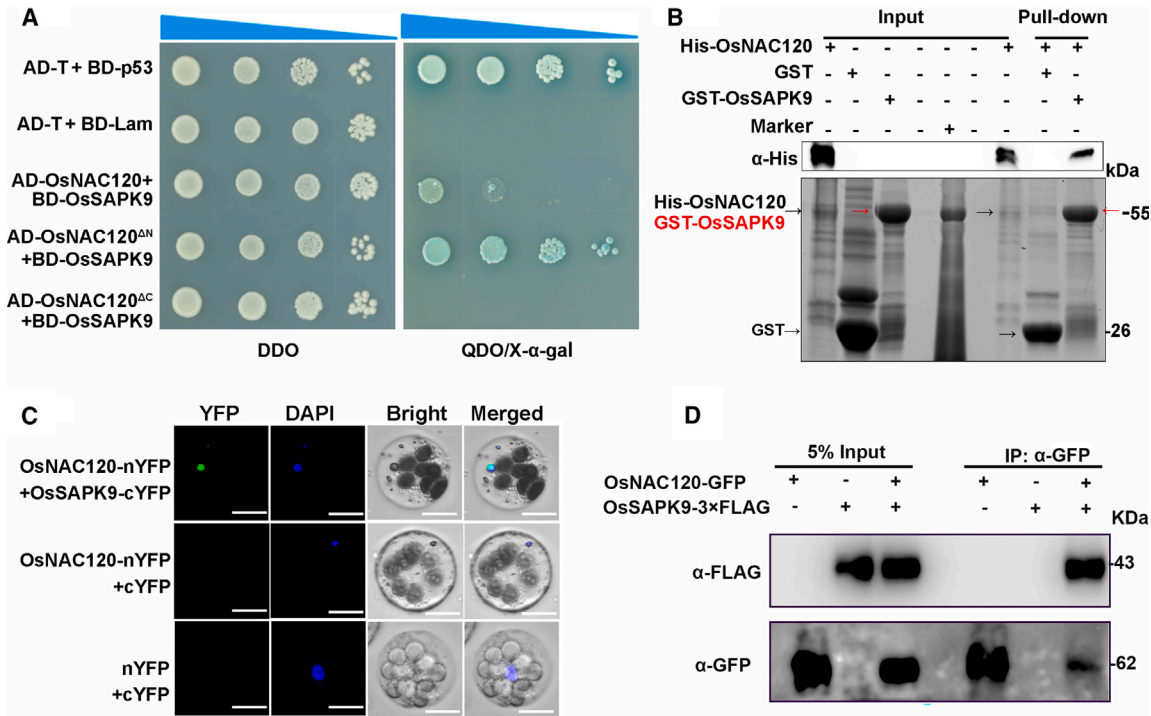 A
AD-T + BD-p53
AD-T + BD-Lam
AD-OsNAC120+
BD-OsSAPK9
AD-OsNAC120ΔN
+BD-OsSAPK9
AD-OsNAC120ΔC
+BD-OsSAPK9
DDO QDO/X-α-gal
B
Input Pull-down
His-OsNAC120 + - - - - - + + +
GST - + - - - - - + -
GST-OsSAPK9 - - + - - - - - +
Marker - - - - + - - - -
α-His
kDa
His-OsNAC120
GST-OsSAPK9
-55
GST
-26
C
YFP DAPI Bright Merged
OsNAC120-nYFP
+OsSAPK9-cYFP
OsNAC120-nYFP
+cYFP
nYFP
+cYFP
D
5% Input IP: α-GFP
OsNAC120-GFP + - + + - +
OsSAPK9-3×FLAG - + + - + +
KDa
α-FLAG -43
α-GFP -62